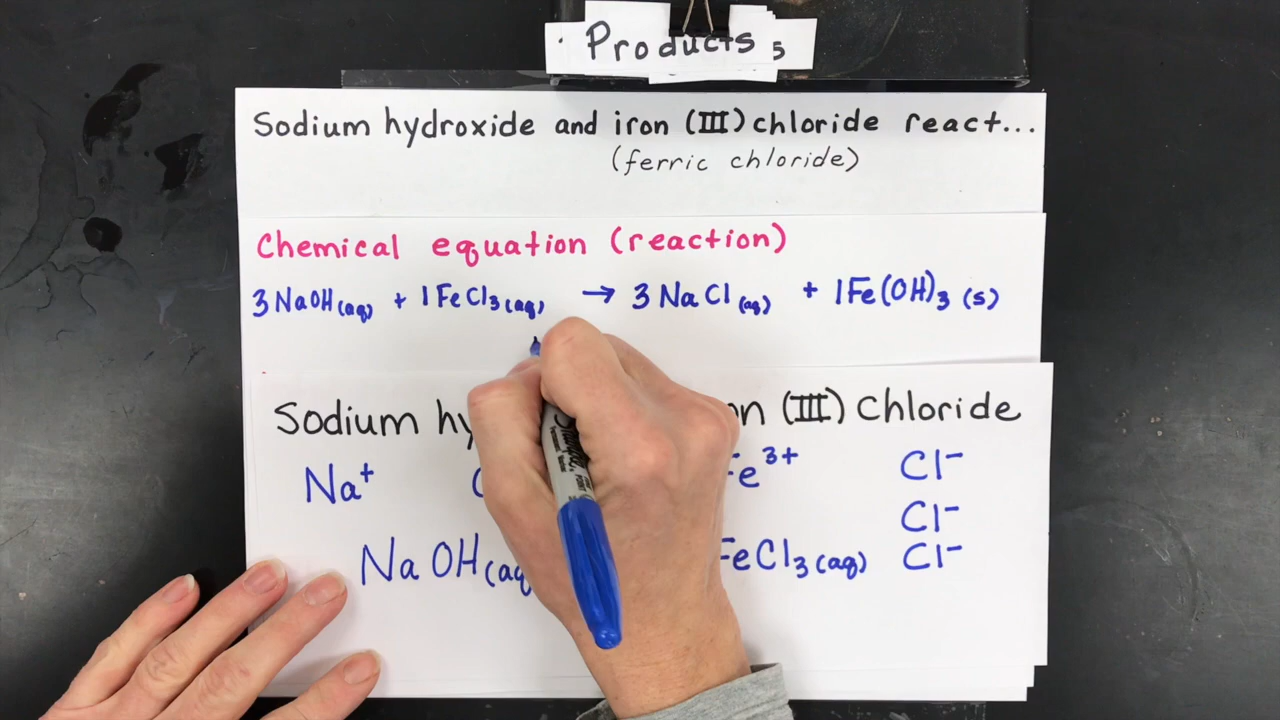 Products 5
Sodium hydroxide and iron (III) chloride react...
(ferric chloride)
Chemical equation (reaction)
3 NaOH(aq) + 1 FeCl3(aq) → 3 NaCl(aq) + 1 Fe(OH)3(s)
Sodium hy on (III) Chloride
Na+ Fe3+ Cl-
Cl-
NaOH(aq FeCl3(aq) Cl-